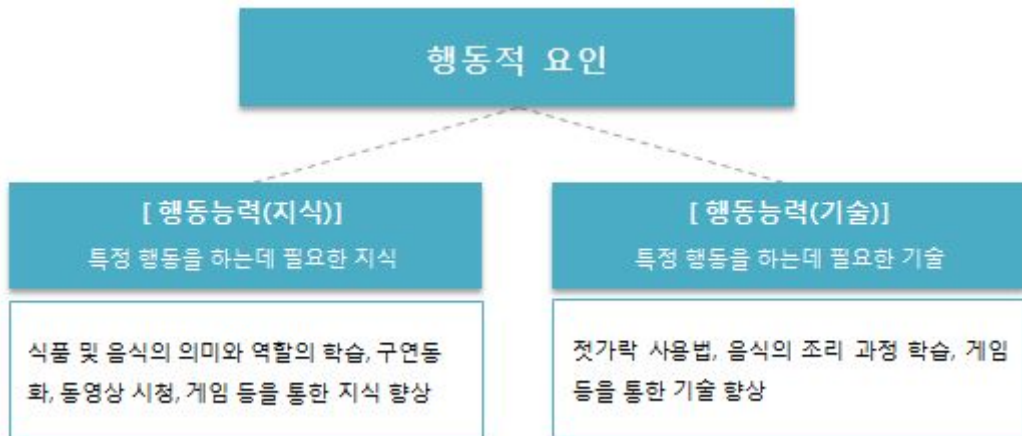 행동적 요인
[ 행동능력(지식)]
특정 행동을 하는데 필요한 지식
식품 및 음식의 의미와 역할의 학습, 구연동
화, 동영상 시청, 게임 등을 통한 지식 향상
[ 행동능력(기술)]
특정 행동을 하는데 필요한 기술
젓가락 사용법, 음식의 조리 과정 학습, 게임
등을 통한 기술 향상